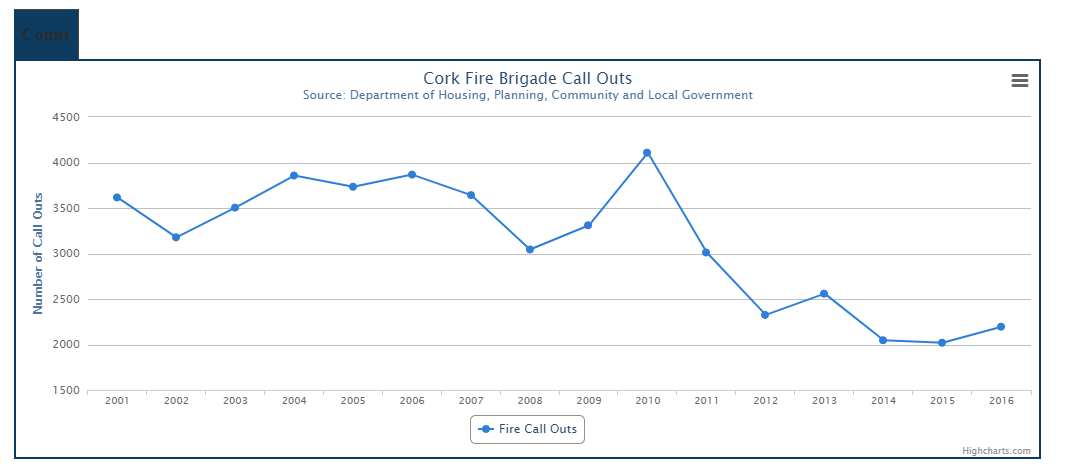 Count
Cork Fire Brigade Call Outs
Source: Department of Housing, Planning, Community and Local Government
Number of Call Outs
4500
4000
3500
3000
2500
2000
1500
2001 2002 2003 2004 2005 2006 2007 2008 2009 2010 2011 2012 2013 2014 2015 2016
Fire Call Outs
Highcharts.com